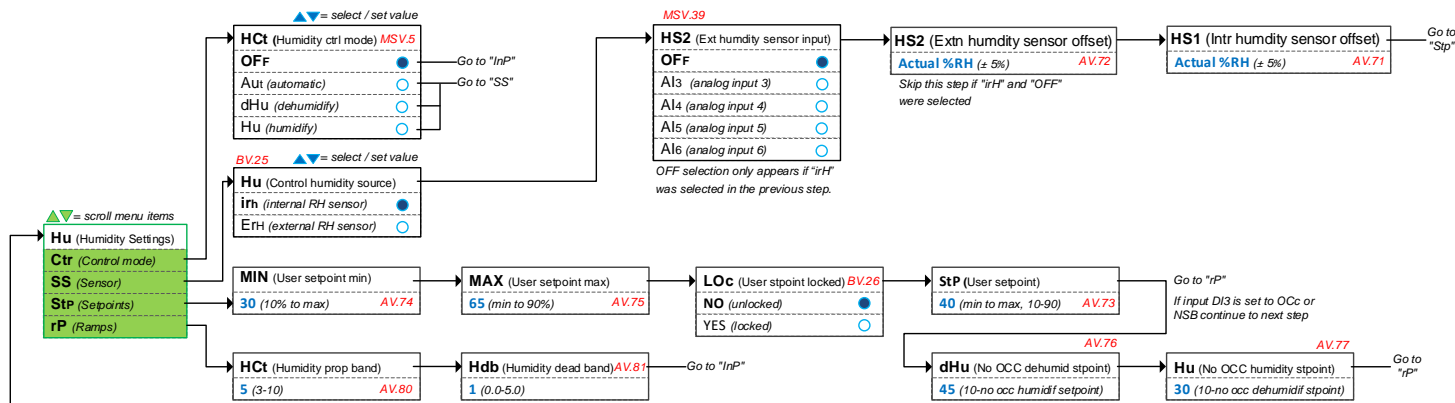 ▲▼= select / set value
HCt (Humidity ctrl mode) MSV.5
OFF
Aut (automatic)
dHu (dehumidify)
Hu (humidify)
Go to "InP"
Go to "SS"
MSV.39
HS2 (Ext humdity sensor input)
OFF
AI3 (analog input 3)
AI4 (analog input 4)
AI5 (analog input 5)
AI6 (analog input 6)
OFF selection only appears if "irH"
was selected in the previous step.
HS2 (Extn humdity sensor offset)
Actual %RH (± 5%) AV.72
Skip this step if "irH" and "OFF"
were selected
HS1 (Intr humdity sensor offset)
Actual %RH (± 5%) AV.71
Go to
"Stp"
BV.25 ▲▼= select / set value
Hu (Control humidity source)
irh (internal RH sensor)
ErH (external RH sensor)
▲▼= scroll menu items
Hu (Humidity Settings)
Ctr (Control mode)
SS (Sensor)
StP (Setpoints)
rP (Ramps)
MIN (User setpoint min)
30 (10% to max) AV.74
MAX (User setpoint max)
65 (min to 90%) AV.75
LOc (User stpoint locked) BV.26
NO (unlocked)
YES (locked)
StP (User setpoint)
40 (min to max, 10-90) AV.73
Go to "rP"
If input DI3 is set to OCc or
NSB continue to next step
HCt (Humidity prop band)
5 (3-10) AV.80
Hdb (Humidity dead band) AV.81
1 (0.0-5.0)
Go to "InP"
AV.76
dHu (No OCC dehumid stpoint)
45 (10-no occ humidif setpoint)
AV.77
Hu (No OCC humidity stpoint)
30 (10-no occ dehumidif stpoint)
Go to
"rP"